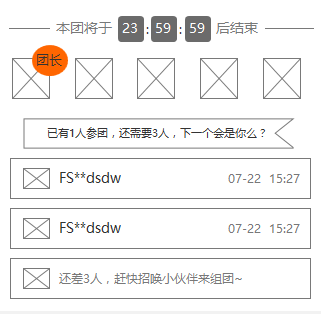 本团将于 23 : 59 : 59 后结束
团长
已有1人参团，还需要3人，下一个会是你么？
FS**dsdw 07-22 15:27
FS**dsdw 07-22 15:27
还差3人，赶快招唤小伙伴来组团~